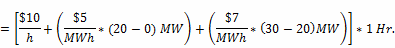 = [$10/h + ($5/MWh * (20 − 0) MW) + ($7/MWh * (30 − 20)MW)] * 1 Hr.